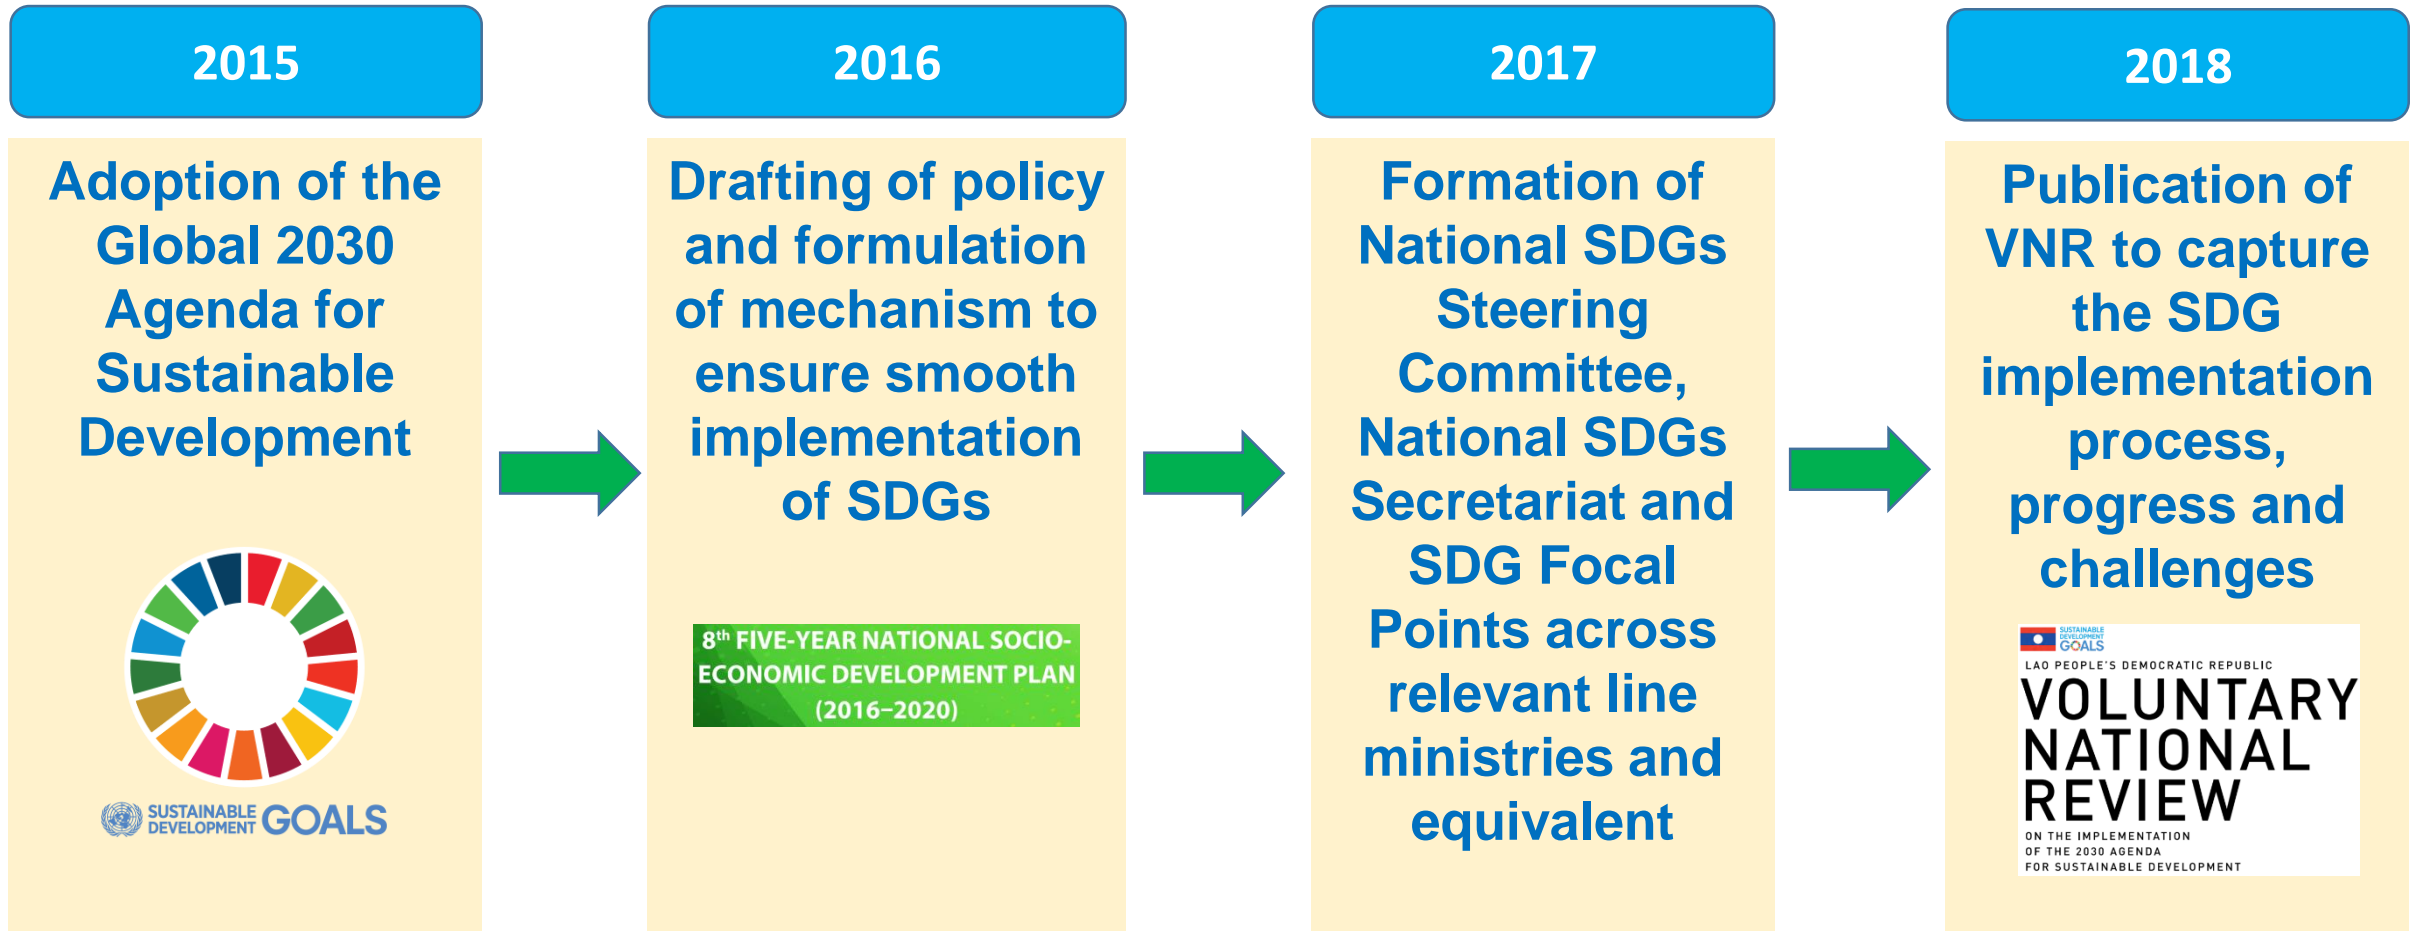 2015
Adoption of the
Global 2030
Agenda for
Sustainable
Development
SUSTAINABLE
DEVELOPMENT
GOALS
2016
Drafting of policy
and formulation
of mechanism to
ensure smooth
implementation
of SDGs
8th FIVE-YEAR NATIONAL SOCIO-
ECONOMIC DEVELOPMENT PLAN
(2016–2020)
2017
Formation of
National SDGs
Steering
Committee,
National SDGs
Secretariat and
SDG Focal
Points across
relevant line
ministries and
equivalent
2018
Publication of
VNR to capture
the SDG
implementation
process,
progress and
challenges
SUSTAINABLE
DEVELOPMENT
GOALS
LAO PEOPLE'S DEMOCRATIC REPUBLIC
VOLUNTARY
NATIONAL
REVIEW
ON THE IMPLEMENTATION
OF THE 2030 AGENDA
FOR SUSTAINABLE DEVELOPMENT